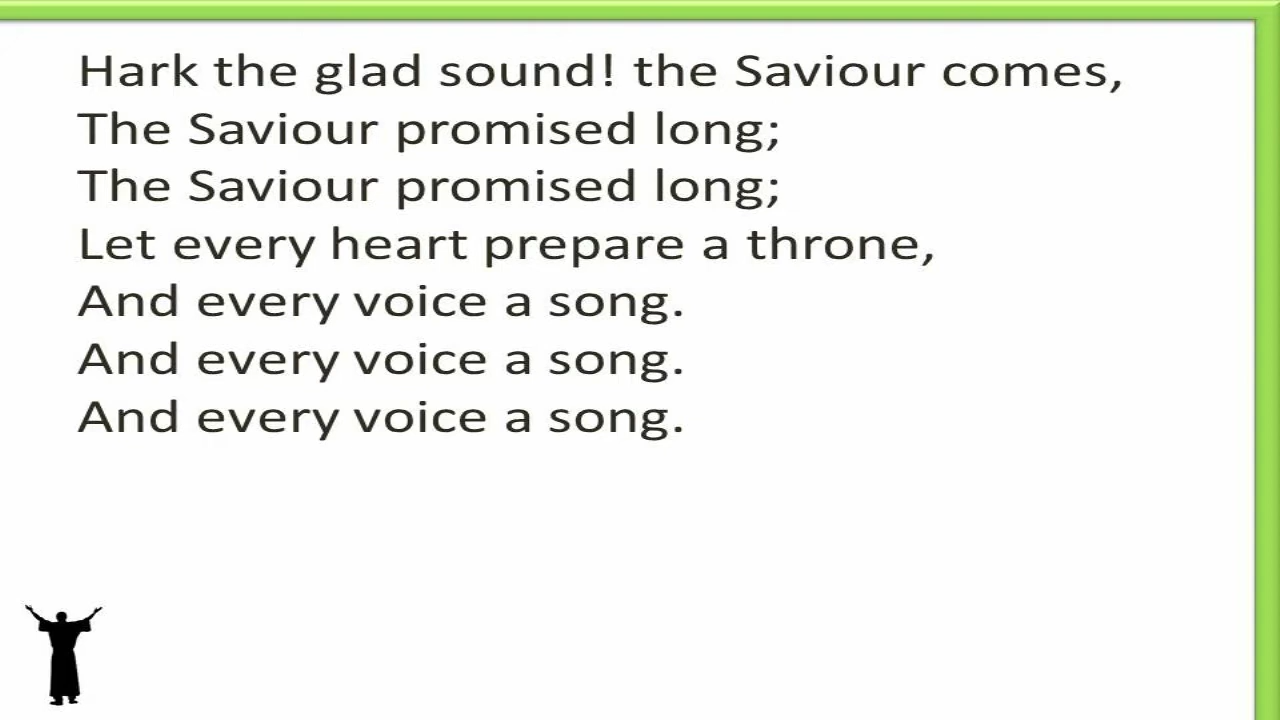 Hark the glad sound! the Saviour comes,
The Saviour promised long;
The Saviour promised long;
Let every heart prepare a throne,
And every voice a song.
And every voice a song.
And every voice a song.